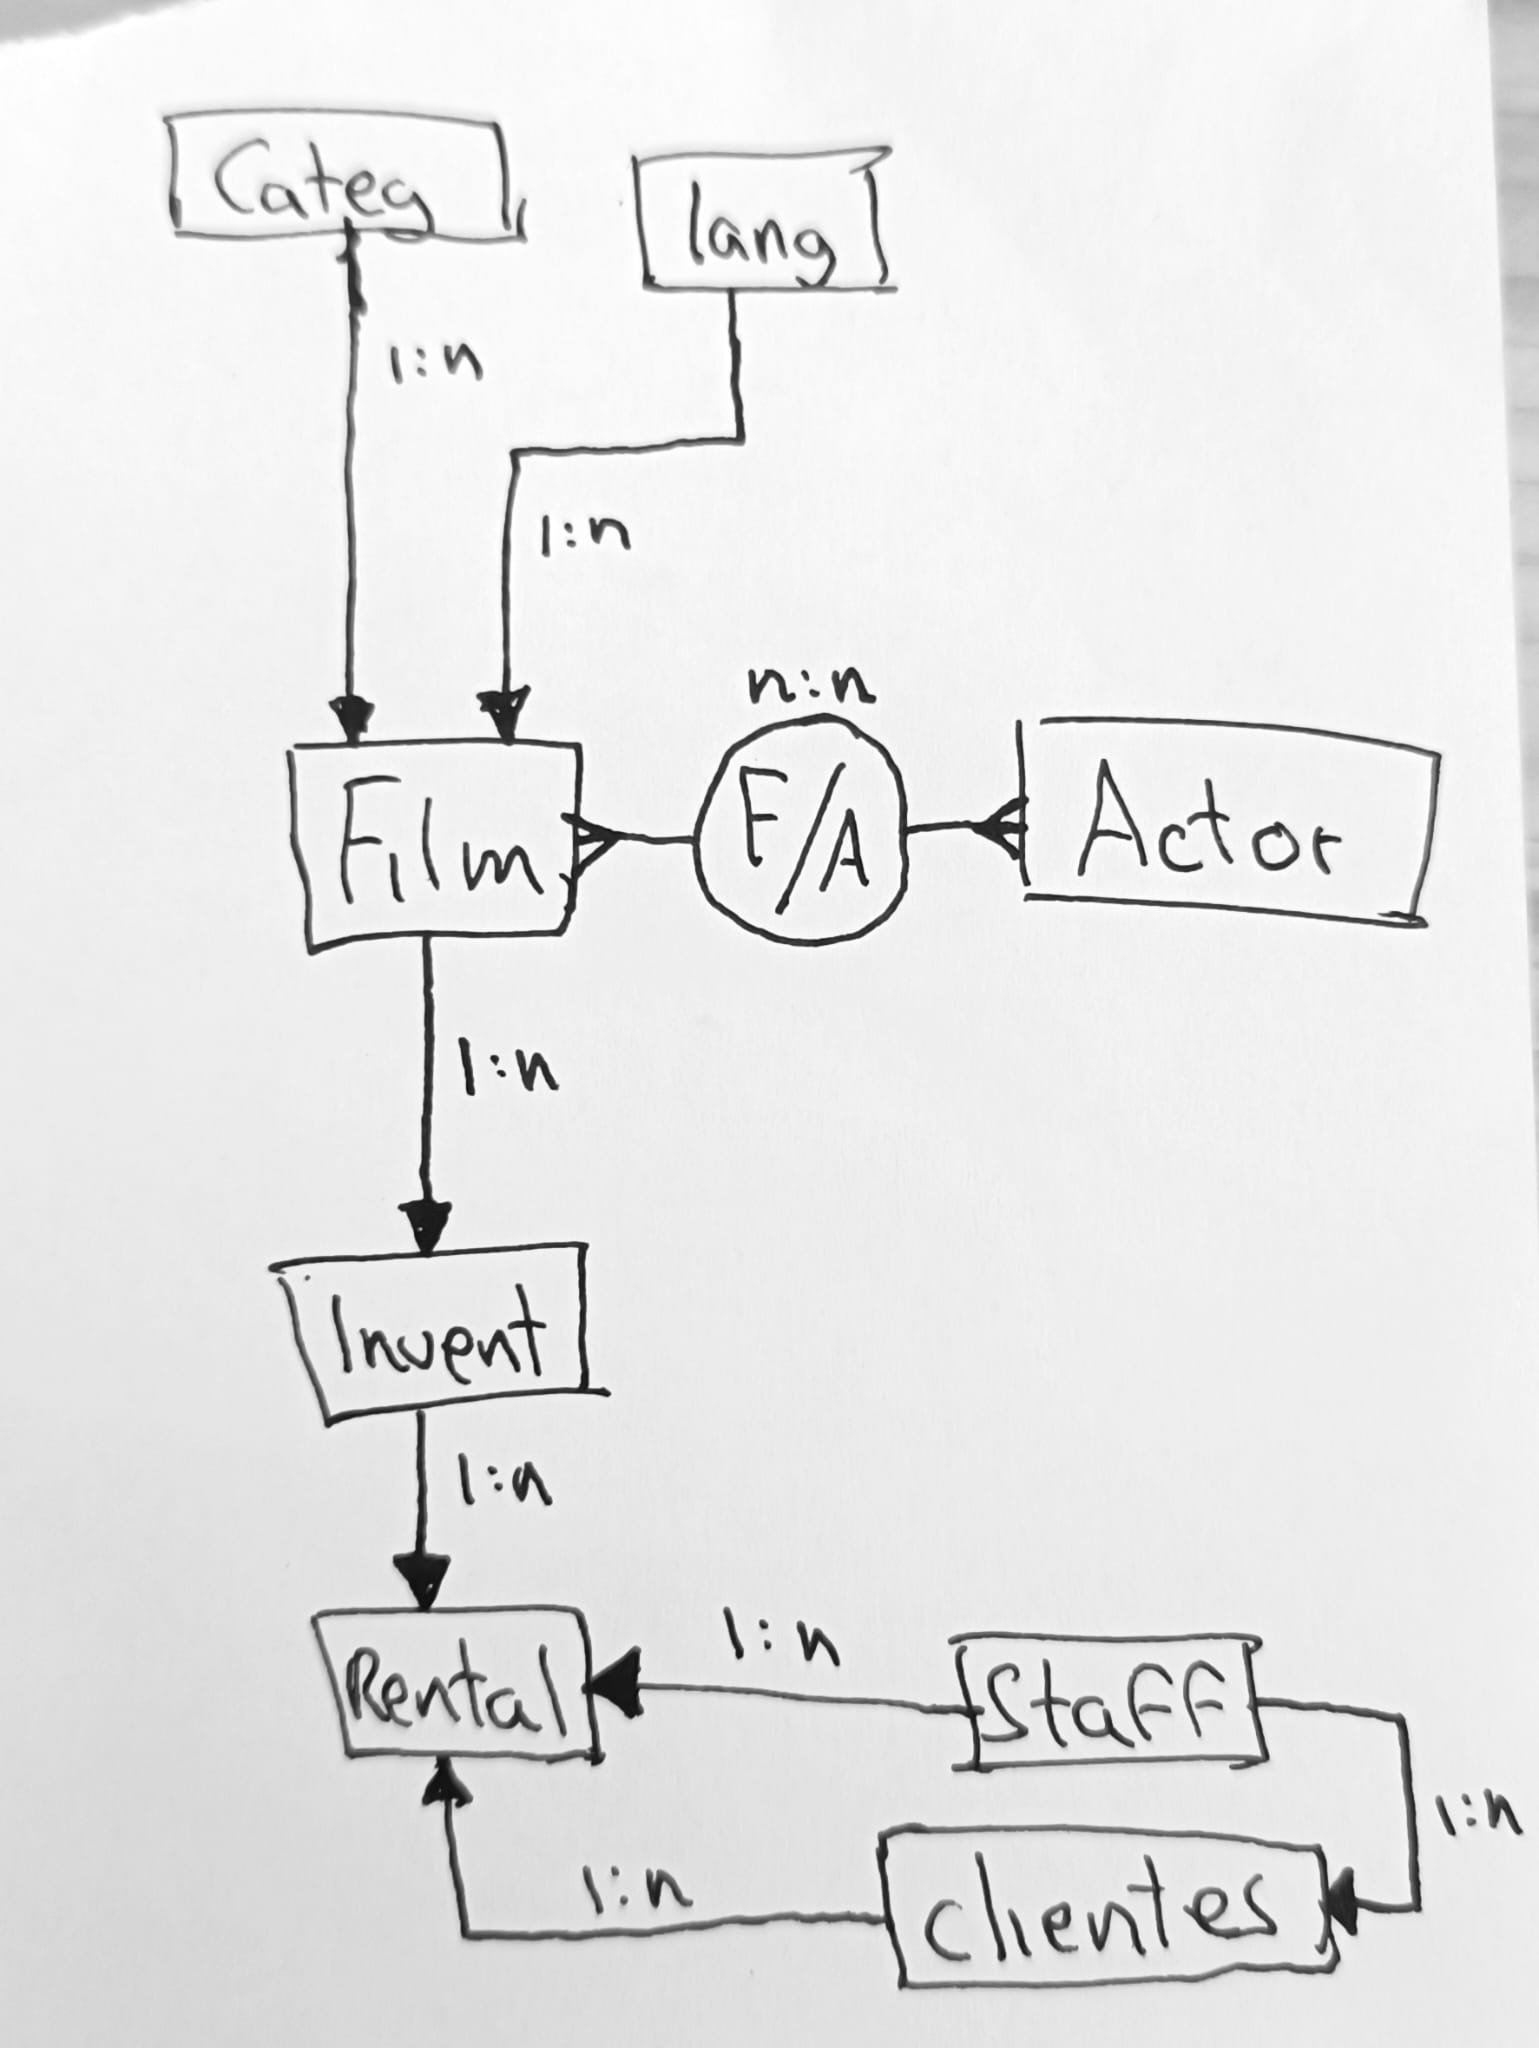 Categ
lang
1:n
1:n
n:n
Film
F/A
Actor
1:n
Invent
1:n
Rental
1:n
Staff
1:n
1:n
clientes